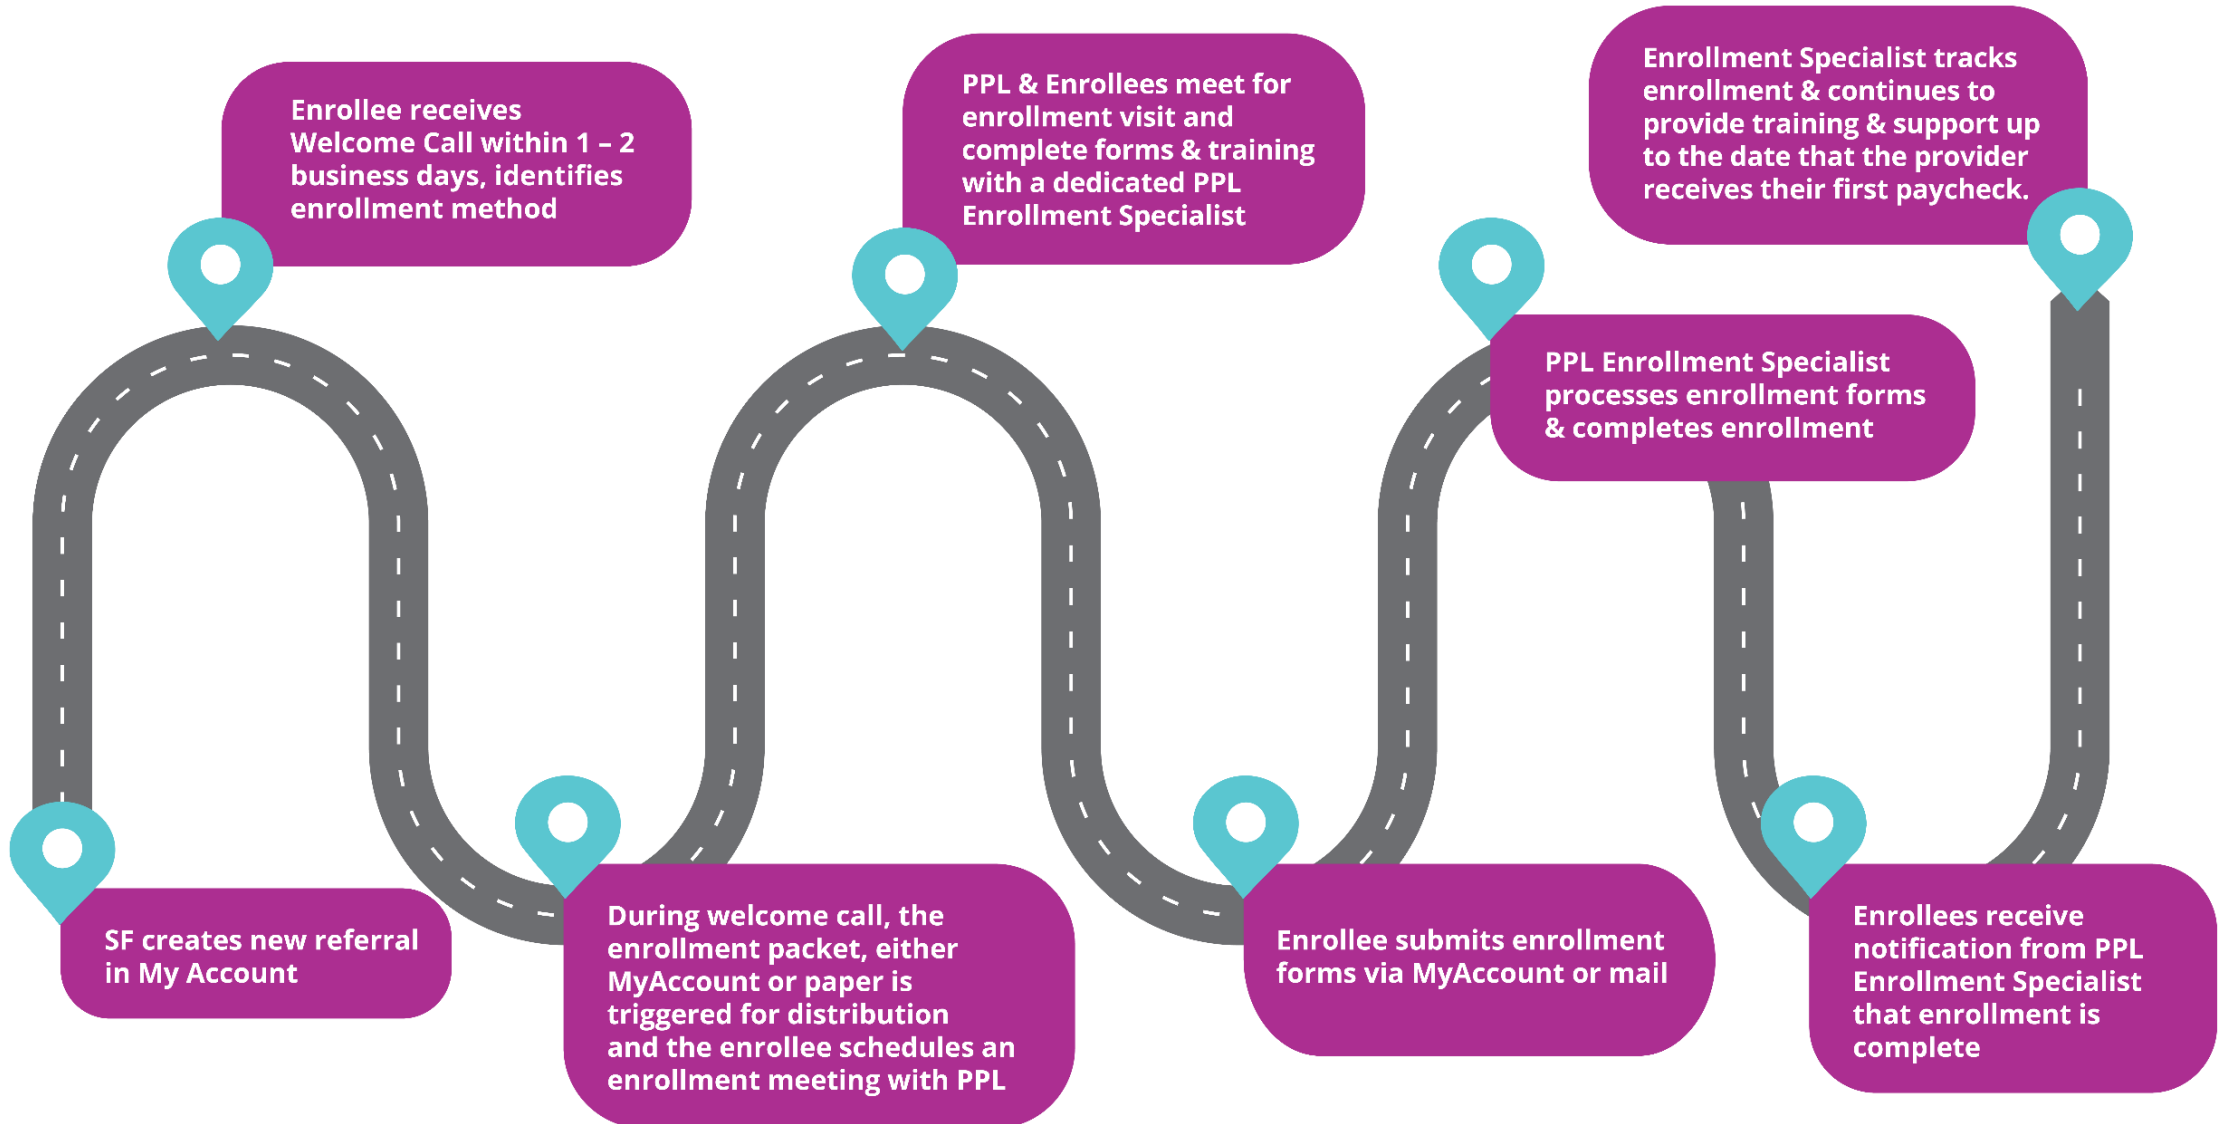 SF creates new referral
in My Account
Enrollee receives
Welcome Call within 1 – 2
business days, identifies
enrollment method
During welcome call, the
enrollment packet, either
MyAccount or paper is
triggered for distribution
and the enrollee schedules an
enrollment meeting with PPL
PPL & Enrollees meet for
enrollment visit and
complete forms & training
with a dedicated PPL
Enrollment Specialist
Enrollee submits enrollment
forms via MyAccount or mail
PPL Enrollment Specialist
processes enrollment forms
& completes enrollment
Enrollees receive
notification from PPL
Enrollment Specialist
that enrollment is
complete
Enrollment Specialist tracks
enrollment & continues to
provide training & support up
to the date that the provider
receives their first paycheck.